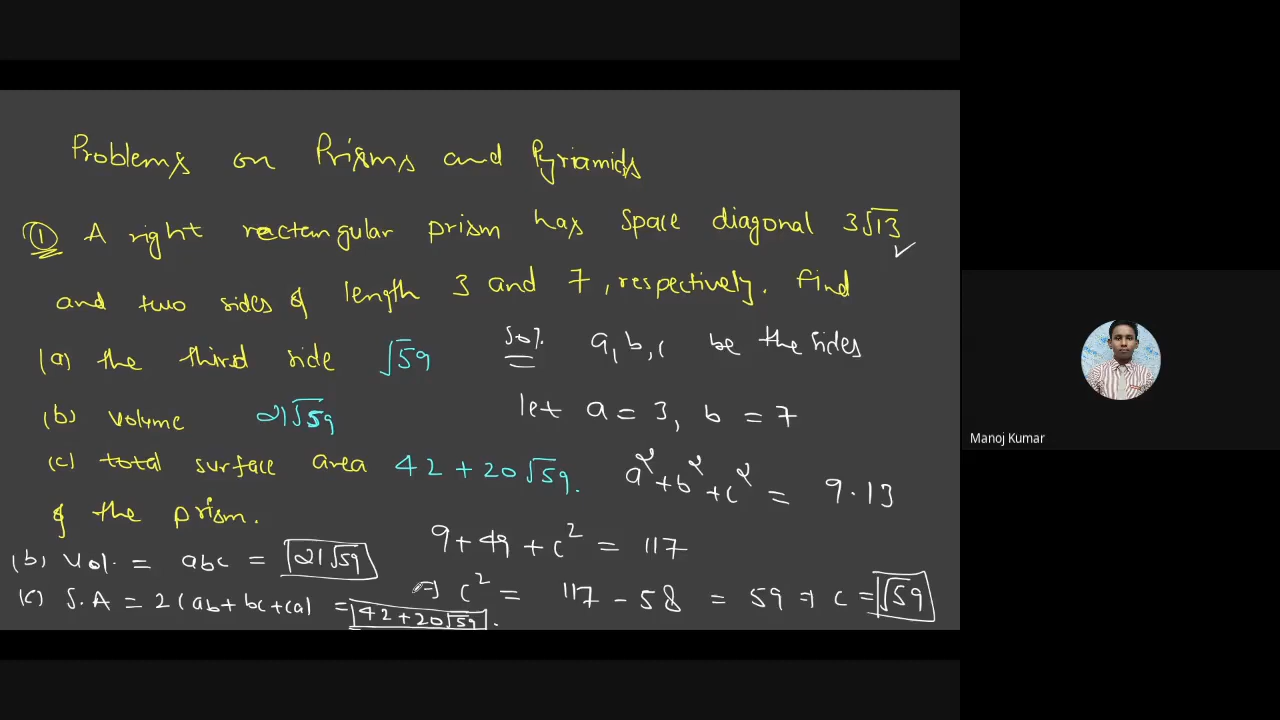 Problems on Prisms and Pyriamids
① A right rectangular prism has space diagonal 3√13
and two sides of length 3 and 7, respectively. Find
(a) the third side √59
Sol. a, b, c be the sides
(b) Volume 21√59
let a = 3, b = 7
(c) total surface area 42 + 20√59.
of the prism.
a² + b² + c² = 9·13
9 + 49 + c² = 117
⇒ c² = 117 - 58 = 59 ⇒ c = √59
(b) Vol. = abc = 21√59
(c) S.A = 2(ab + bc + ca) = 42 + 20√59.
Manoj Kumar